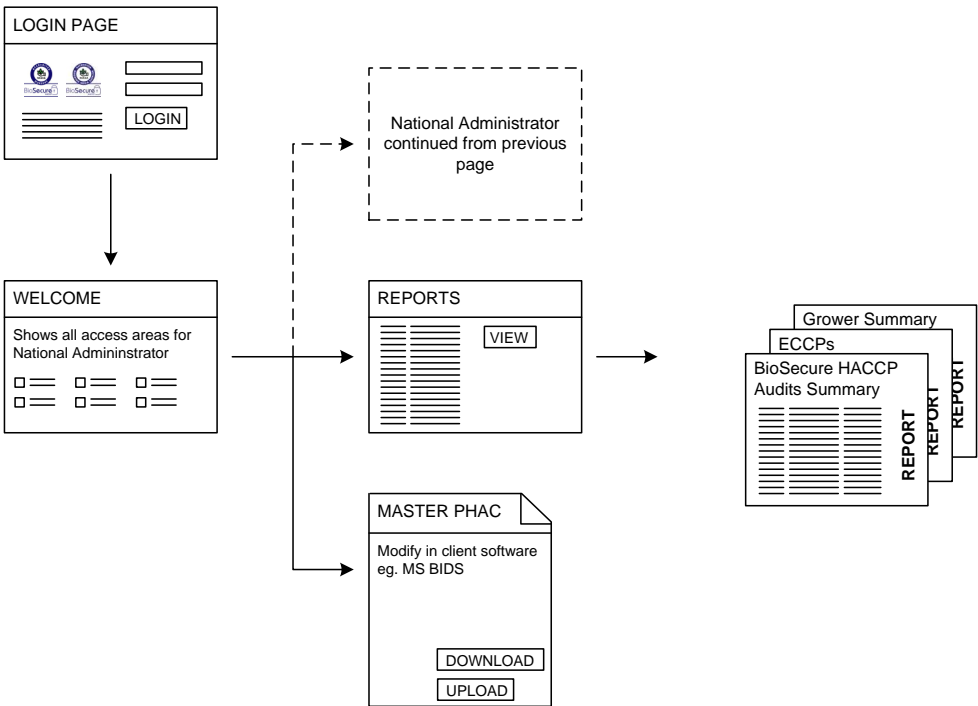 LOGIN PAGE
BioSecure
BioSecure
LOGIN
National Administrator
continued from previous
page
WELCOME
Shows all access areas for
National Admininstrator
REPORTS
VIEW
Grower Summary
REPORT
ECCPs
REPORT
BioSecure HACCP
Audits Summary
REPORT
MASTER PHAC
Modify in client software
eg. MS BIDS
DOWNLOAD
UPLOAD